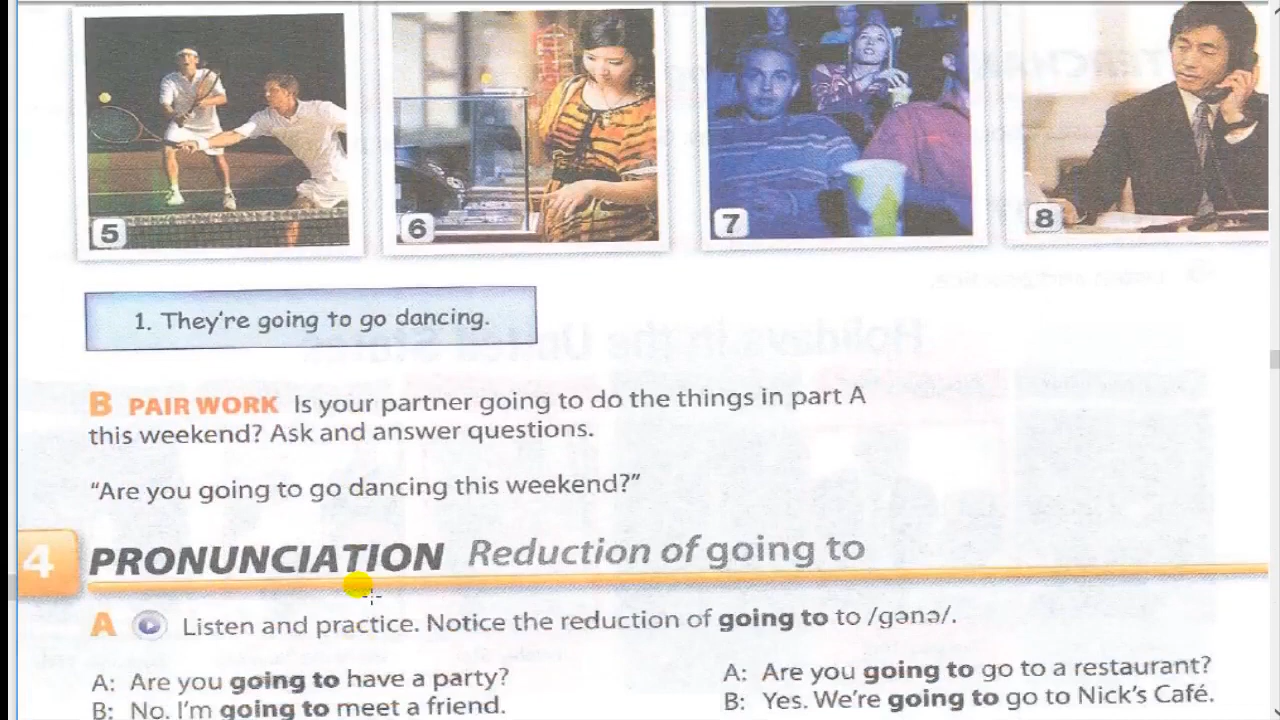 5
6
7
8
1. They're going to go dancing.
B PAIR WORK Is your partner going to do the things in part A
this weekend? Ask and answer questions.
"Are you going to go dancing this weekend?"
4 PRONUNCIATION Reduction of going to
A Listen and practice. Notice the reduction of going to to /gənə/.
A: Are you going to have a party?
B: No. I'm going to meet a friend.
A: Are you going to go to a restaurant?
B: Yes. We're going to go to Nick's Café.